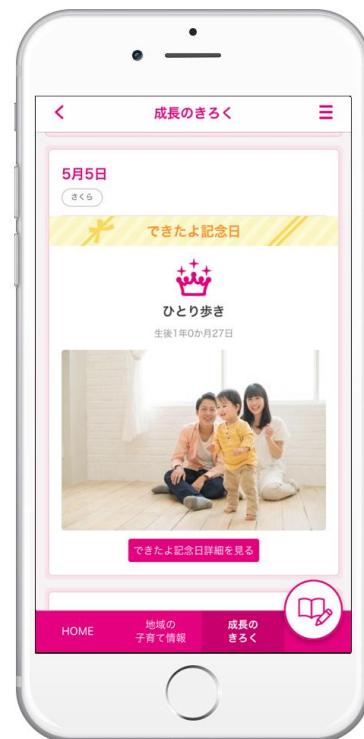 成長のきろく
5月5日
さくら
できたよ記念日
ひとり歩き
生後1年0か月27日
できたよ記念日詳細を見る
HOME
地域の
子育て情報
成長の
きろく